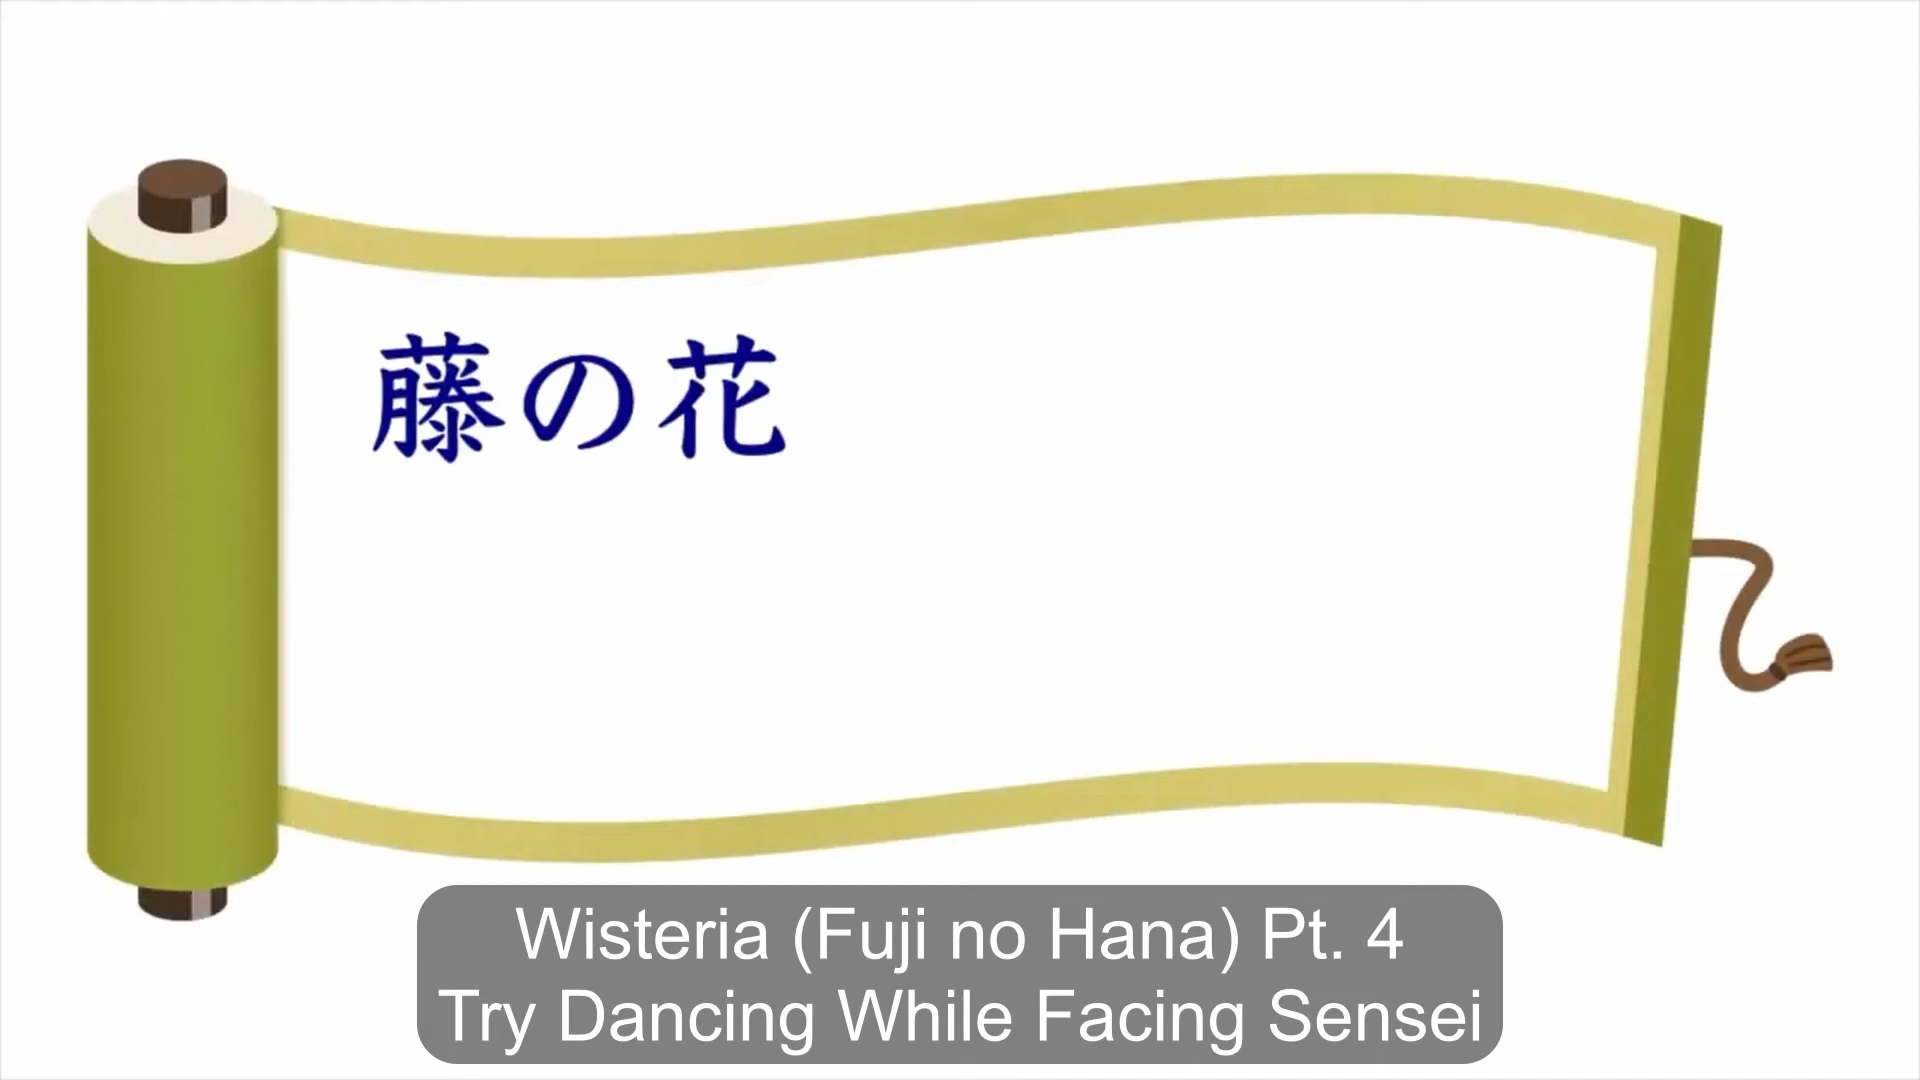 藤の花
Wisteria (Fuji no Hana) Pt. 4
Try Dancing While Facing Sensei